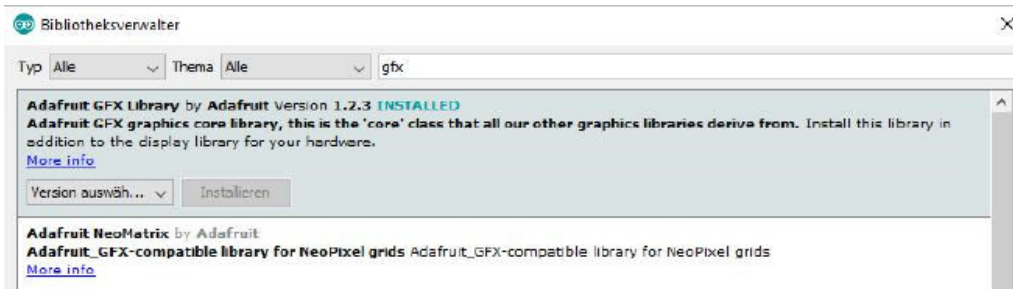 Bibliotheksverwalter
Typ Alle Thema Alle gfx
Adafruit GFX Library by Adafruit Version 1.2.3 INSTALLED
Adafruit GFX graphics core library, this is the 'core' class that all our other graphics libraries derive from. Install this library in
addition to the display library for your hardware.
More info
Version auswäh... Installieren
Adafruit NeoMatrix by Adafruit
Adafruit_GFX-compatible library for NeoPixel grids Adafruit_GFX-compatible library for NeoPixel grids
More info